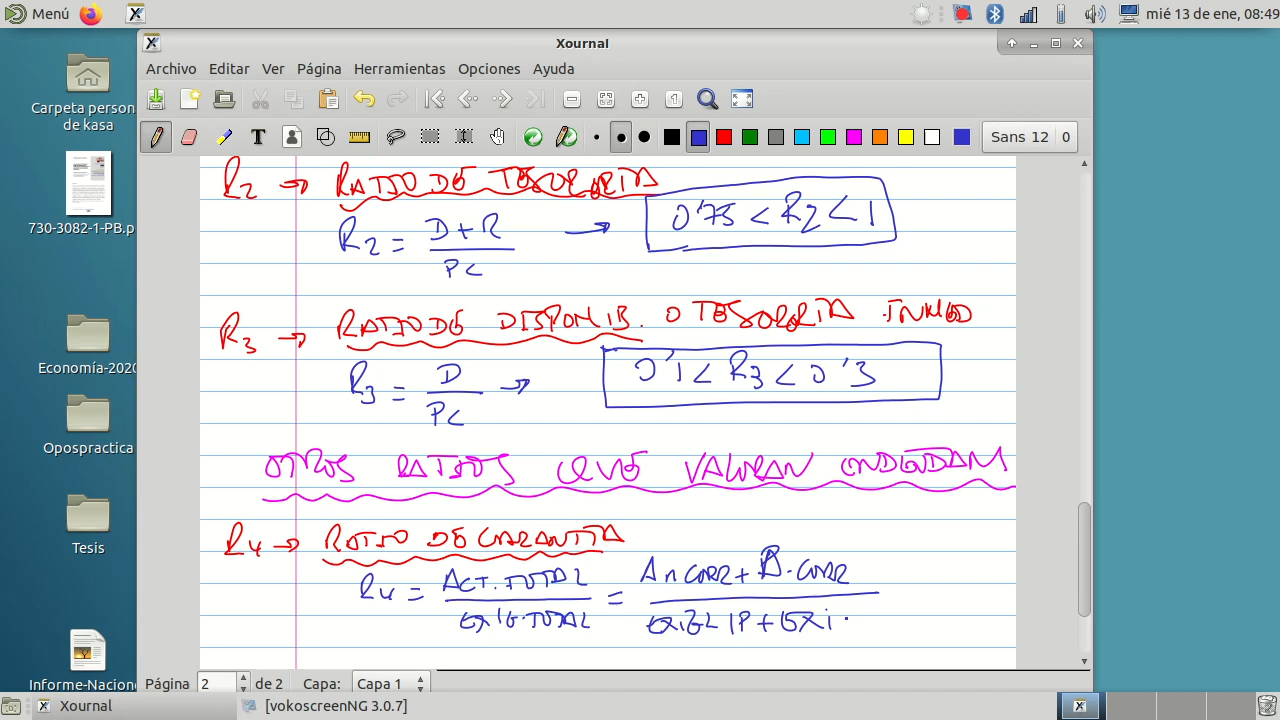 Menú
mié 13 de ene, 08:49
Xournal
Archivo Editar Ver Página Herramientas Opciones Ayuda
Sans 12 0
Carpeta person
de kasa
730-3082-1-PB.p
Economía-2020
Opospractica
Tesis
Informe-Nacion
R2 → RATIO DE TESORERÍA
R2 = D+R / PC → 0'75 < R2 < 1
R3 → RATIO DE DISPONIB. O TESORERÍA INMED
R3 = D / PC → 0'1 < R3 < 0'3
OTROS RATIOS QUE VALORAN ENDEUDAM
R4 → RATIO DE GARANTÍA
R4 = ACT. TOTAL / EXIG. TOTAL = A n CORR + A. CORR / EXIG L/P + EXI.
Página 2 de 2 Capa: Capa 1
Xournal
[vokoscreenNG 3.0.7]